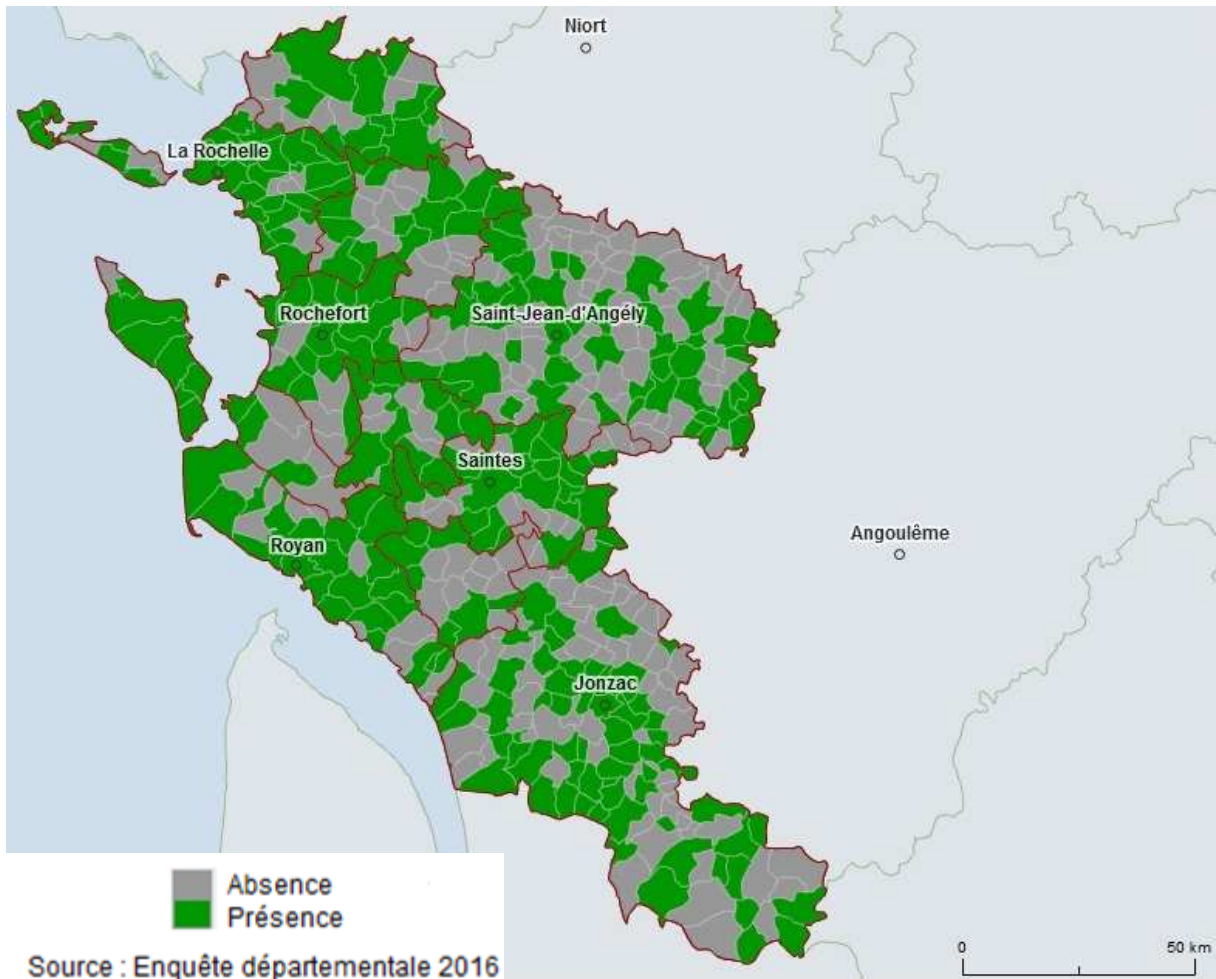 Niort
La Rochelle
Rochefort
Saint-Jean-d'Angély
Saintes
Angoulême
Royan
Jonzac
Absence
Présence
0 50 km
Source : Enquête départementale 2016